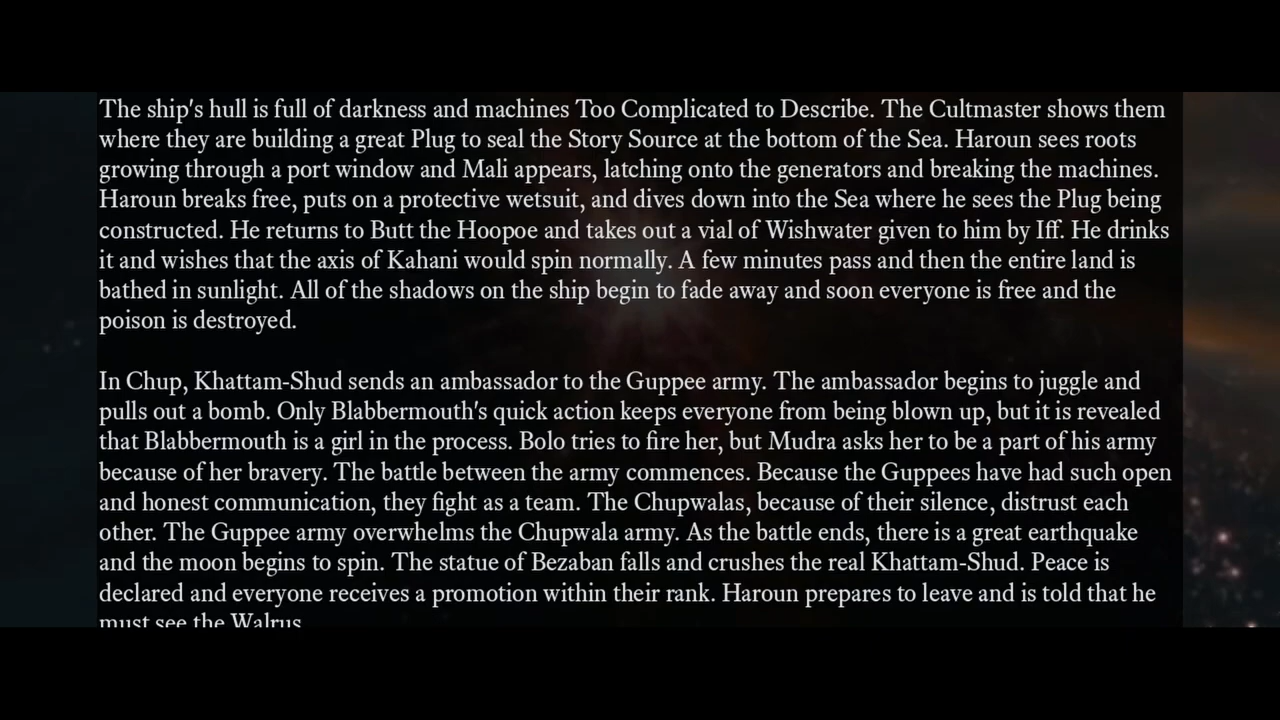 The ship's hull is full of darkness and machines Too Complicated to Describe. The Cultmaster shows them
where they are building a great Plug to seal the Story Source at the bottom of the Sea. Haroun sees roots
growing through a port window and Mali appears, latching onto the generators and breaking the machines.
Haroun breaks free, puts on a protective wetsuit, and dives down into the Sea where he sees the Plug being
constructed. He returns to Butt the Hoopoe and takes out a vial of Wishwater given to him by Iff. He drinks
it and wishes that the axis of Kahani would spin normally. A few minutes pass and then the entire land is
bathed in sunlight. All of the shadows on the ship begin to fade away and soon everyone is free and the
poison is destroyed.
In Chup, Khattam-Shud sends an ambassador to the Guppee army. The ambassador begins to juggle and
pulls out a bomb. Only Blabbermouth's quick action keeps everyone from being blown up, but it is revealed
that Blabbermouth is a girl in the process. Bolo tries to fire her, but Mudra asks her to be a part of his army
because of her bravery. The battle between the army commences. Because the Guppees have had such open
and honest communication, they fight as a team. The Chupwalas, because of their silence, distrust each
other. The Guppee army overwhelms the Chupwala army. As the battle ends, there is a great earthquake
and the moon begins to spin. The statue of Bezaban falls and crushes the real Khattam-Shud. Peace is
declared and everyone receives a promotion within their rank. Haroun prepares to leave and is told that he
must see the Walrus